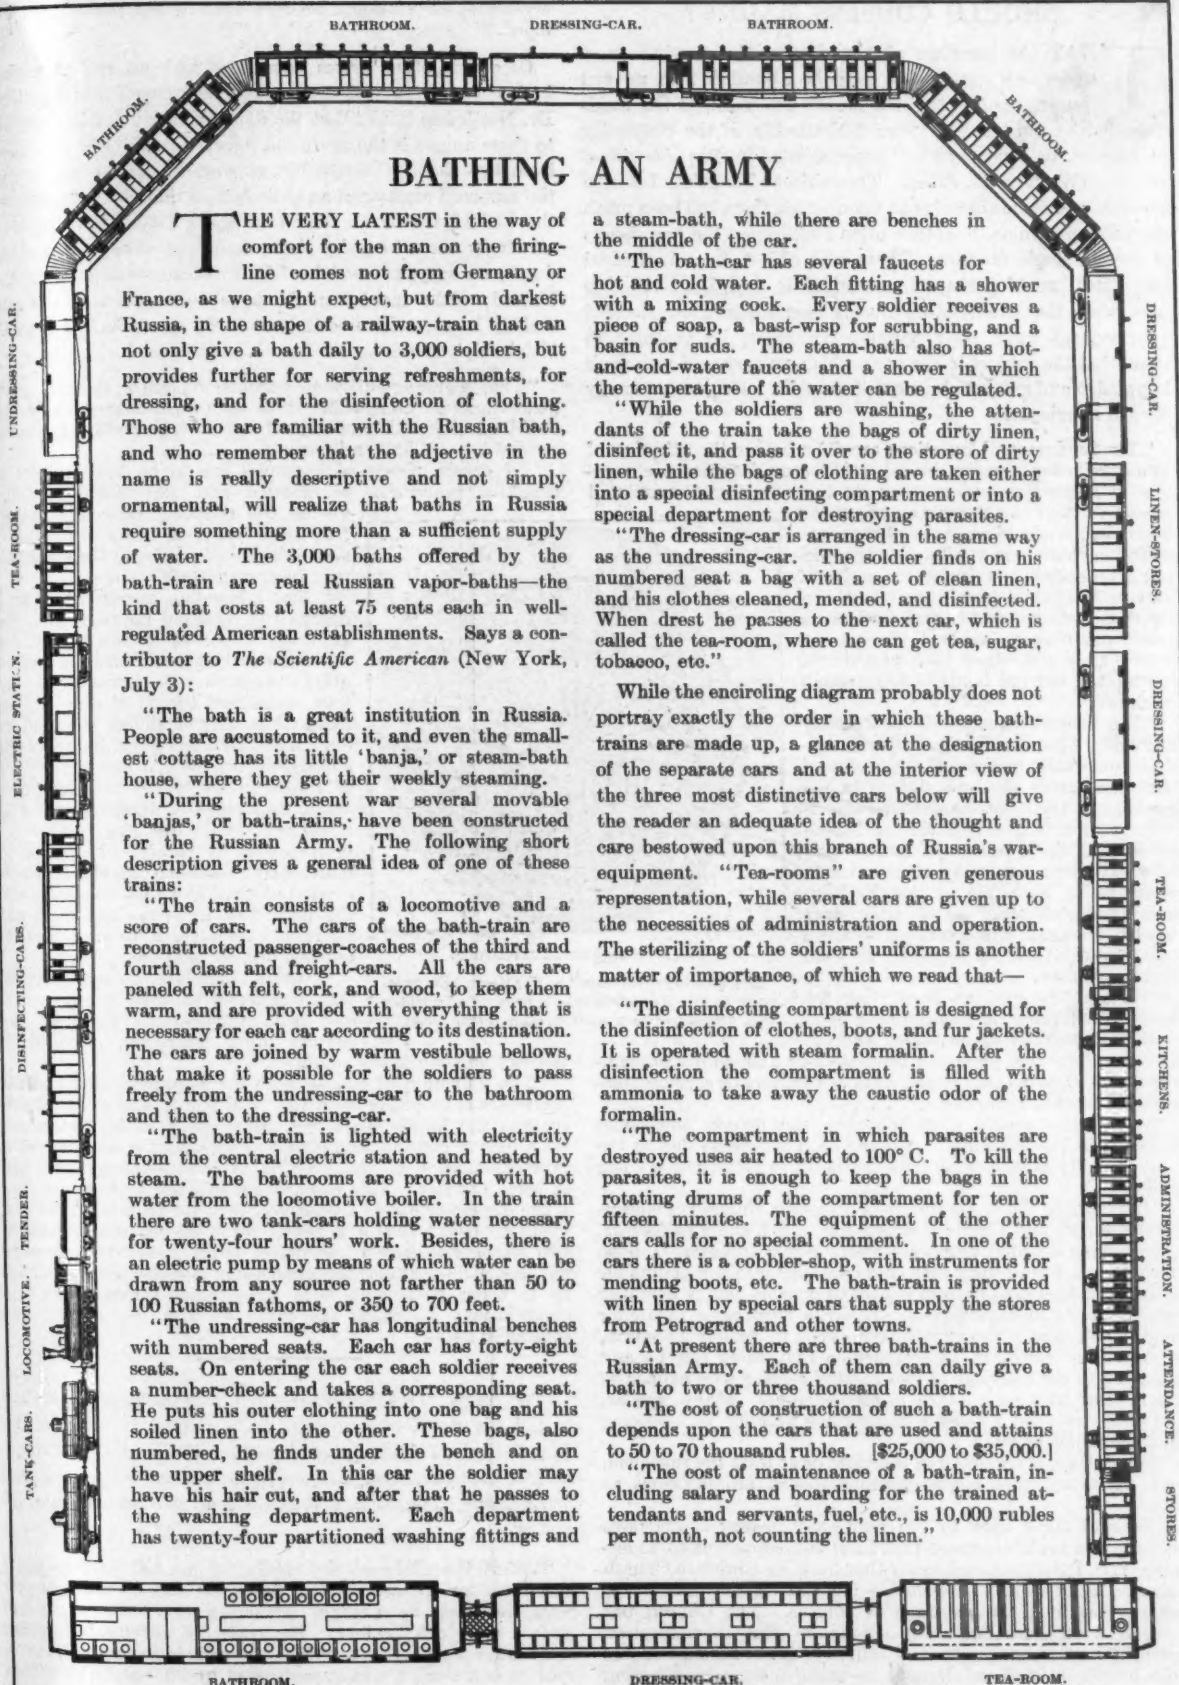 BATHROOM.
DRESSING-CAR.
BATHROOM.
BATHROOM.
BATHROOM.
BATHING AN ARMY
THE VERY LATEST in the way of
comfort for the man on the firing-
line comes not from Germany or
France, as we might expect, but from darkest
Russia, in the shape of a railway-train that can
not only give a bath daily to 3,000 soldiers, but
provides further for serving refreshments, for
dressing, and for the disinfection of clothing.
Those who are familiar with the Russian bath,
and who remember that the adjective in the
name is really descriptive and not simply
ornamental, will realize that baths in Russia
require something more than a sufficient supply
of water. The 3,000 baths offered by the
bath-train are real Russian vapor-baths—the
kind that costs at least 75 cents each in well-
regulated American establishments. Says a con-
tributor to The Scientific American (New York,
July 3):
"The bath is a great institution in Russia.
People are accustomed to it, and even the small-
est cottage has its little 'banja,' or steam-bath
house, where they get their weekly steaming.
"During the present war several movable
'banjas,' or bath-trains, have been constructed
for the Russian Army. The following short
description gives a general idea of one of these
trains:
"The train consists of a locomotive and a
score of cars. The cars of the bath-train are
reconstructed passenger-coaches of the third and
fourth class and freight-cars. All the cars are
paneled with felt, cork, and wood, to keep them
warm, and are provided with everything that is
necessary for each car according to its destination.
The cars are joined by warm vestibule bellows,
that make it possible for the soldiers to pass
freely from the undressing-car to the bathroom
and then to the dressing-car.
"The bath-train is lighted with electricity
from the central electric station and heated by
steam. The bathrooms are provided with hot
water from the locomotive boiler. In the train
there are two tank-cars holding water necessary
for twenty-four hours' work. Besides, there is
an electric pump by means of which water can be
drawn from any source not farther than 50 to
100 Russian fathoms, or 350 to 700 feet.
"The undressing-car has longitudinal benches
with numbered seats. Each car has forty-eight
seats. On entering the car each soldier receives
a number-check and takes a corresponding seat.
He puts his outer clothing into one bag and his
soiled linen into the other. These bags, also
numbered, he finds under the bench and on
the upper shelf. In this car the soldier may
have his hair cut, and after that he passes to
the washing department. Each department
has twenty-four partitioned washing fittings and
a steam-bath, while there are benches in
the middle of the car.
"The bath-car has several faucets for
hot and cold water. Each fitting has a shower
with a mixing cock. Every soldier receives a
piece of soap, a bast-wisp for scrubbing, and a
basin for suds. The steam-bath also has hot-
and-cold-water faucets and a shower in which
the temperature of the water can be regulated.
"While the soldiers are washing, the atten-
dants of the train take the bags of dirty linen,
disinfect it, and pass it over to the store of dirty
linen, while the bags of clothing are taken either
into a special disinfecting compartment or into a
special department for destroying parasites.
"The dressing-car is arranged in the same way
as the undressing-car. The soldier finds on his
numbered seat a bag with a set of clean linen,
and his clothes cleaned, mended, and disinfected.
When drest he passes to the next car, which is
called the tea-room, where he can get tea, sugar,
tobacco, etc."
While the encircling diagram probably does not
portray exactly the order in which these bath-
trains are made up, a glance at the designation
of the separate cars and at the interior view of
the three most distinctive cars below will give
the reader an adequate idea of the thought and
care bestowed upon this branch of Russia's war-
equipment. "Tea-rooms" are given generous
representation, while several cars are given up to
the necessities of administration and operation.
The sterilizing of the soldiers' uniforms is another
matter of importance, of which we read that—
"The disinfecting compartment is designed for
the disinfection of clothes, boots, and fur jackets.
It is operated with steam formalin. After the
disinfection the compartment is filled with
ammonia to take away the caustic odor of the
formalin.
"The compartment in which parasites are
destroyed uses air heated to 100° C. To kill the
parasites, it is enough to keep the bags in the
rotating drums of the compartment for ten or
fifteen minutes. The equipment of the other
cars calls for no special comment. In one of the
cars there is a cobbler-shop, with instruments for
mending boots, etc. The bath-train is provided
with linen by special cars that supply the stores
from Petrograd and other towns.
"At present there are three bath-trains in the
Russian Army. Each of them can daily give a
bath to two or three thousand soldiers.
"The cost of construction of such a bath-train
depends upon the cars that are used and attains
to 50 to 70 thousand rubles. [$25,000 to $35,000.]
"The cost of maintenance of a bath-train, in-
cluding salary and boarding for the trained at-
tendants and servants, fuel, etc., is 10,000 rubles
per month, not counting the linen."
UNDRESSING-CAR.
TEA-ROOM.
ELECTRIC STATION.
DISINFECTING-CARS.
TENDER.
LOCOMOTIVE.
TANK-CARS.
DRESSING-CAR.
LINEN-STORES.
DRESSING-CAR.
TEA-ROOM.
KITCHENS.
ADMINISTRATION.
ATTENDANCE.
STORES.
BATHROOM.
DRESSING-CAR.
TEA-ROOM.